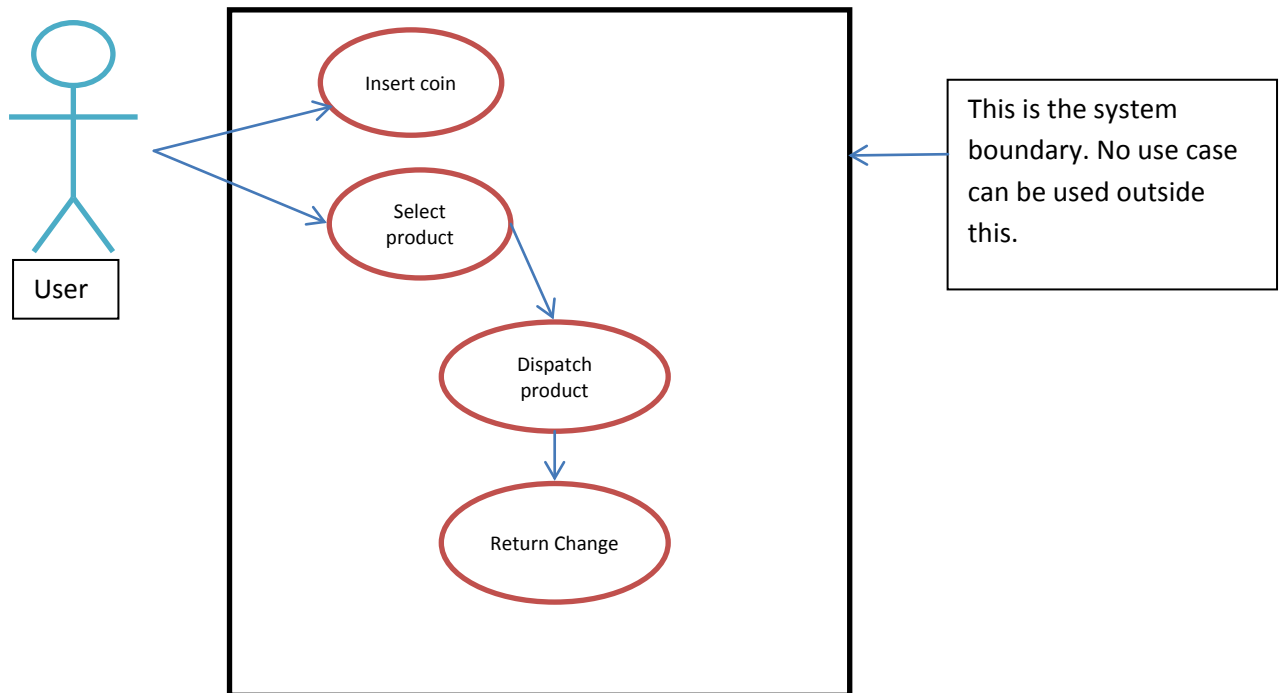 Insert coin
This is the system
boundary. No use case
can be used outside
this.
Select
product
User
Dispatch
product
Return Change